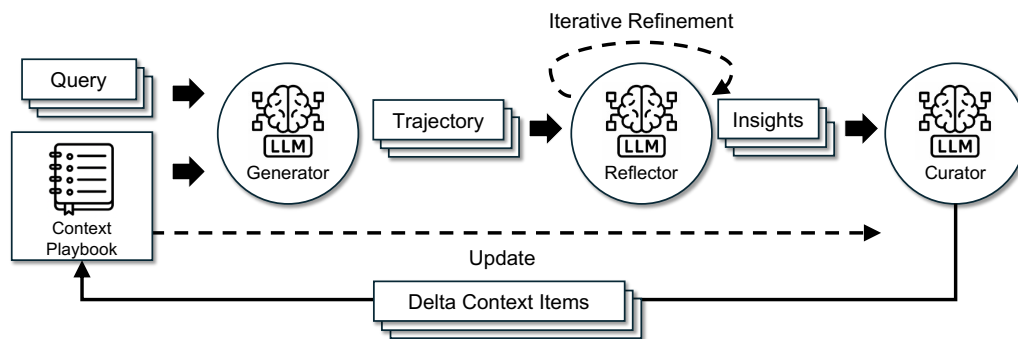 Iterative Refinement
Query
LLM
Generator
Trajectory
LLM
Reflector
Insights
LLM
Curator
Context
Playbook
Update
Delta Context Items